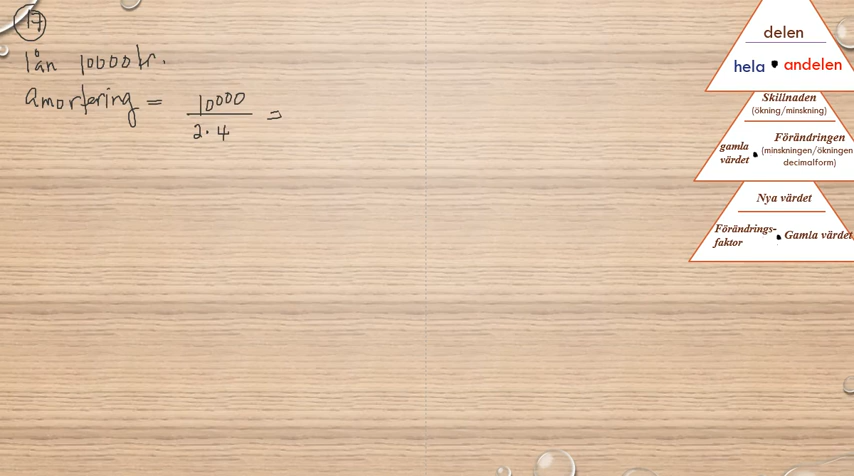 17
lån 10000 kr.
Amortering = 10000
2·4 =
delen
hela • andelen
Skillnaden
(ökning/minskning)
Förändringen
gamla
värdet • (minskningen/ökningen
decimalform)
Nya värdet
Förändrings-
faktor • Gamla värdet